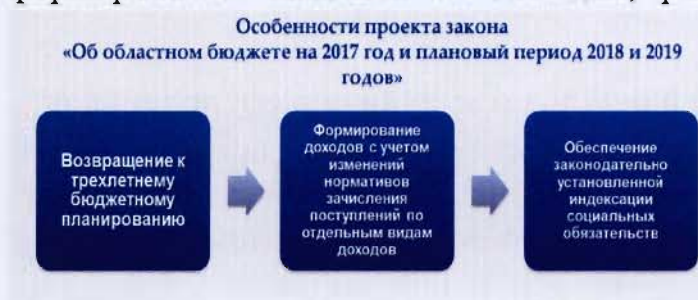 Особенности проекта закона
«Об областном бюджете на 2017 год и плановый период 2018 и 2019
годов»
Возвращение к
трехлетнему
бюджетному
планированию
Формирование
доходов с учетом
изменений
нормативов
зачисления
поступлений по
отдельным видам
доходов
Обеспечение
законодательно
установленной
индексации
социальных
обязательств